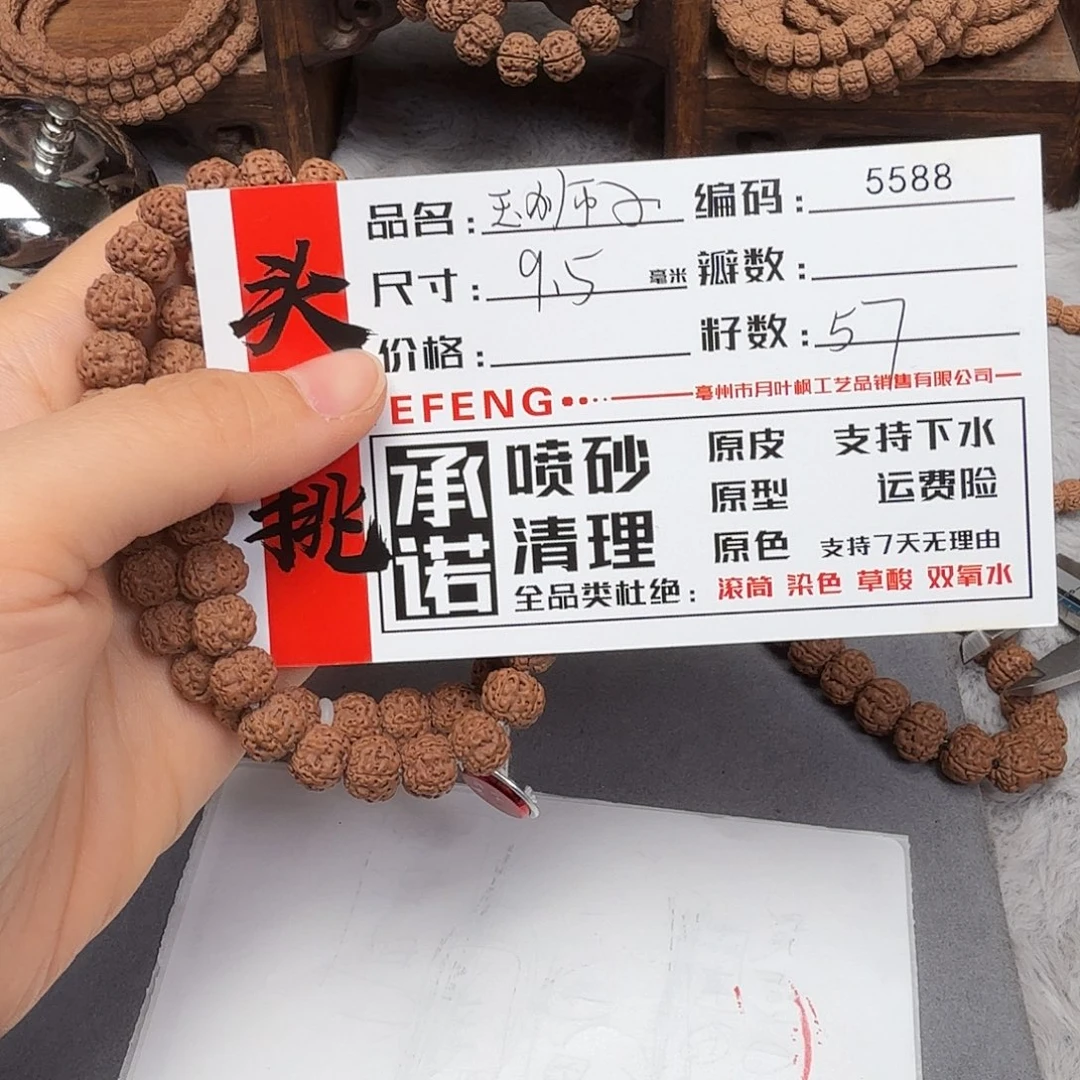 头挑
品名：王灲师子 编码：5588
尺寸：9.5毫米 瓣数：
价格： 籽数：57
EFENG 亳州市月叶枫工艺品销售有限公司
承诺
喷砂 原皮 支持下水
清理 原型 运费险
原色 支持7天无理由
全品类杜绝：滚筒 染色 草酸 双氧水